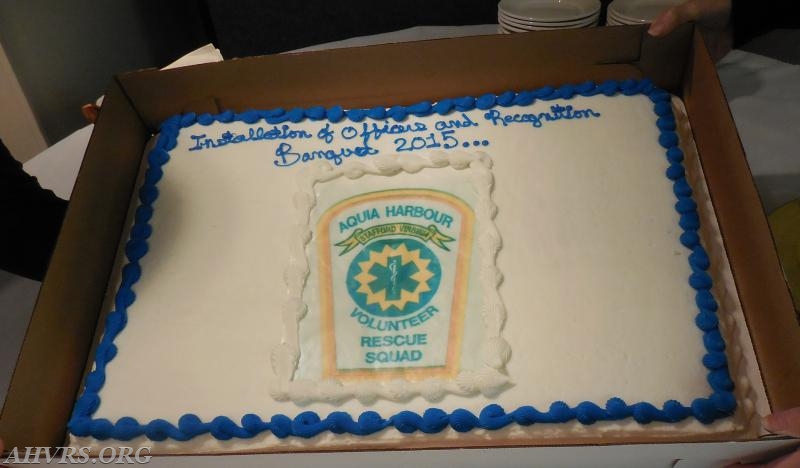 Installation of Officers and Recognition
Banquet 2015...
AQUIA HARBOUR
STAFFORD VIRGINIA
VOLUNTEER
RESCUE
SQUAD
AHVRS.ORG